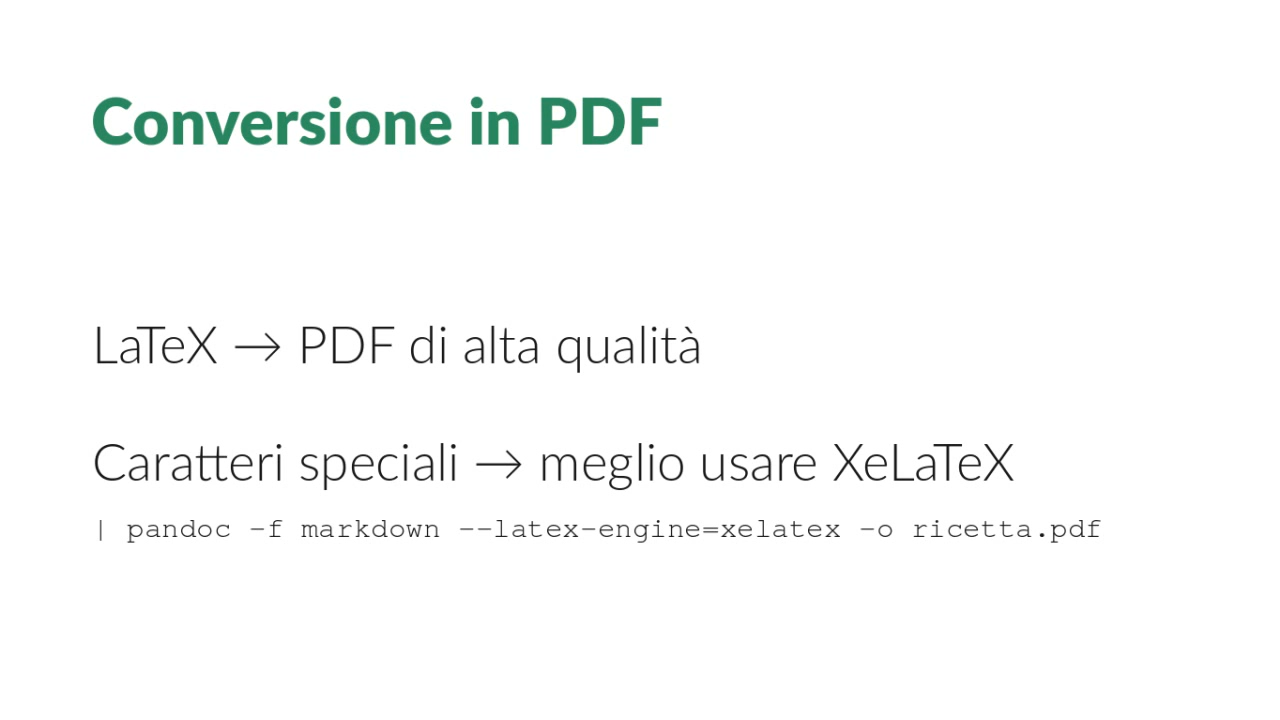 Conversione in PDF
LaTeX → PDF di alta qualità
Caratteri speciali → meglio usare XeLaTeX
| pandoc -f markdown --latex-engine=xelatex -o ricetta.pdf